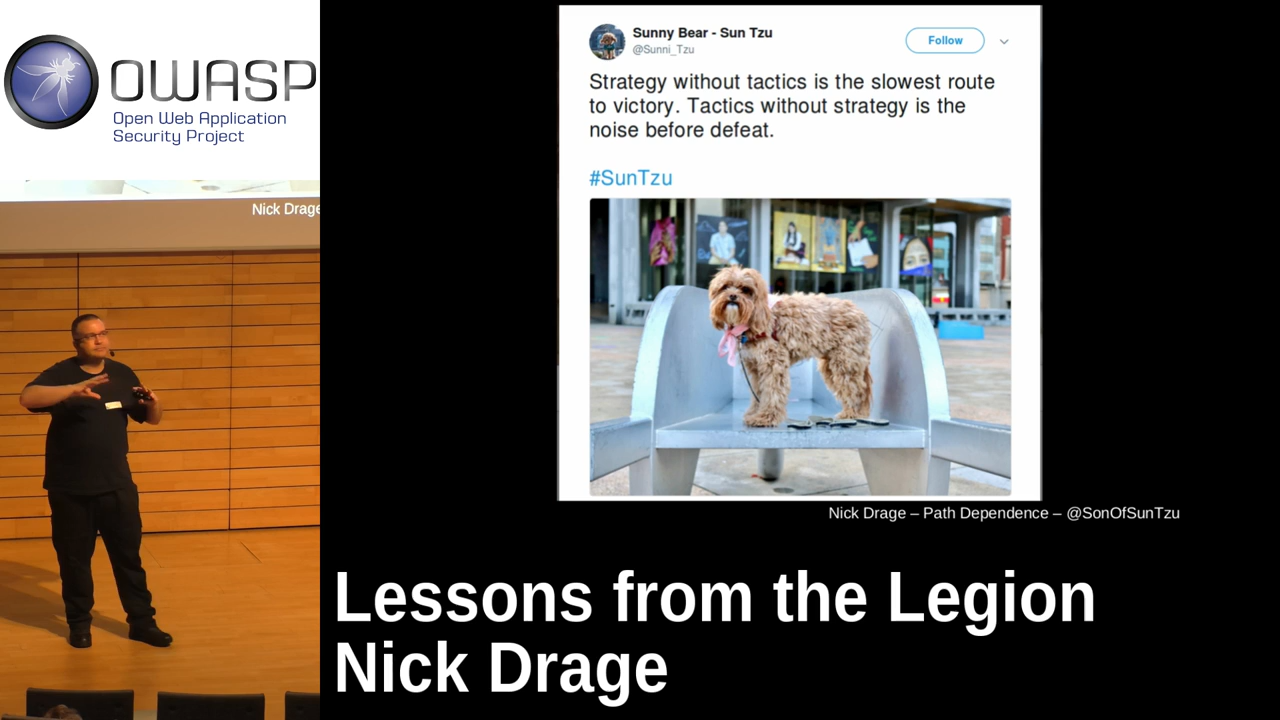 OWASP
Open Web Application
Security Project
Nick Drage
Sunny Bear - Sun Tzu
@Sunni_Tzu
Follow
Strategy without tactics is the slowest route
to victory. Tactics without strategy is the
noise before defeat.
#SunTzu
Nick Drage – Path Dependence – @SonOfSunTzu
Lessons from the Legion
Nick Drage